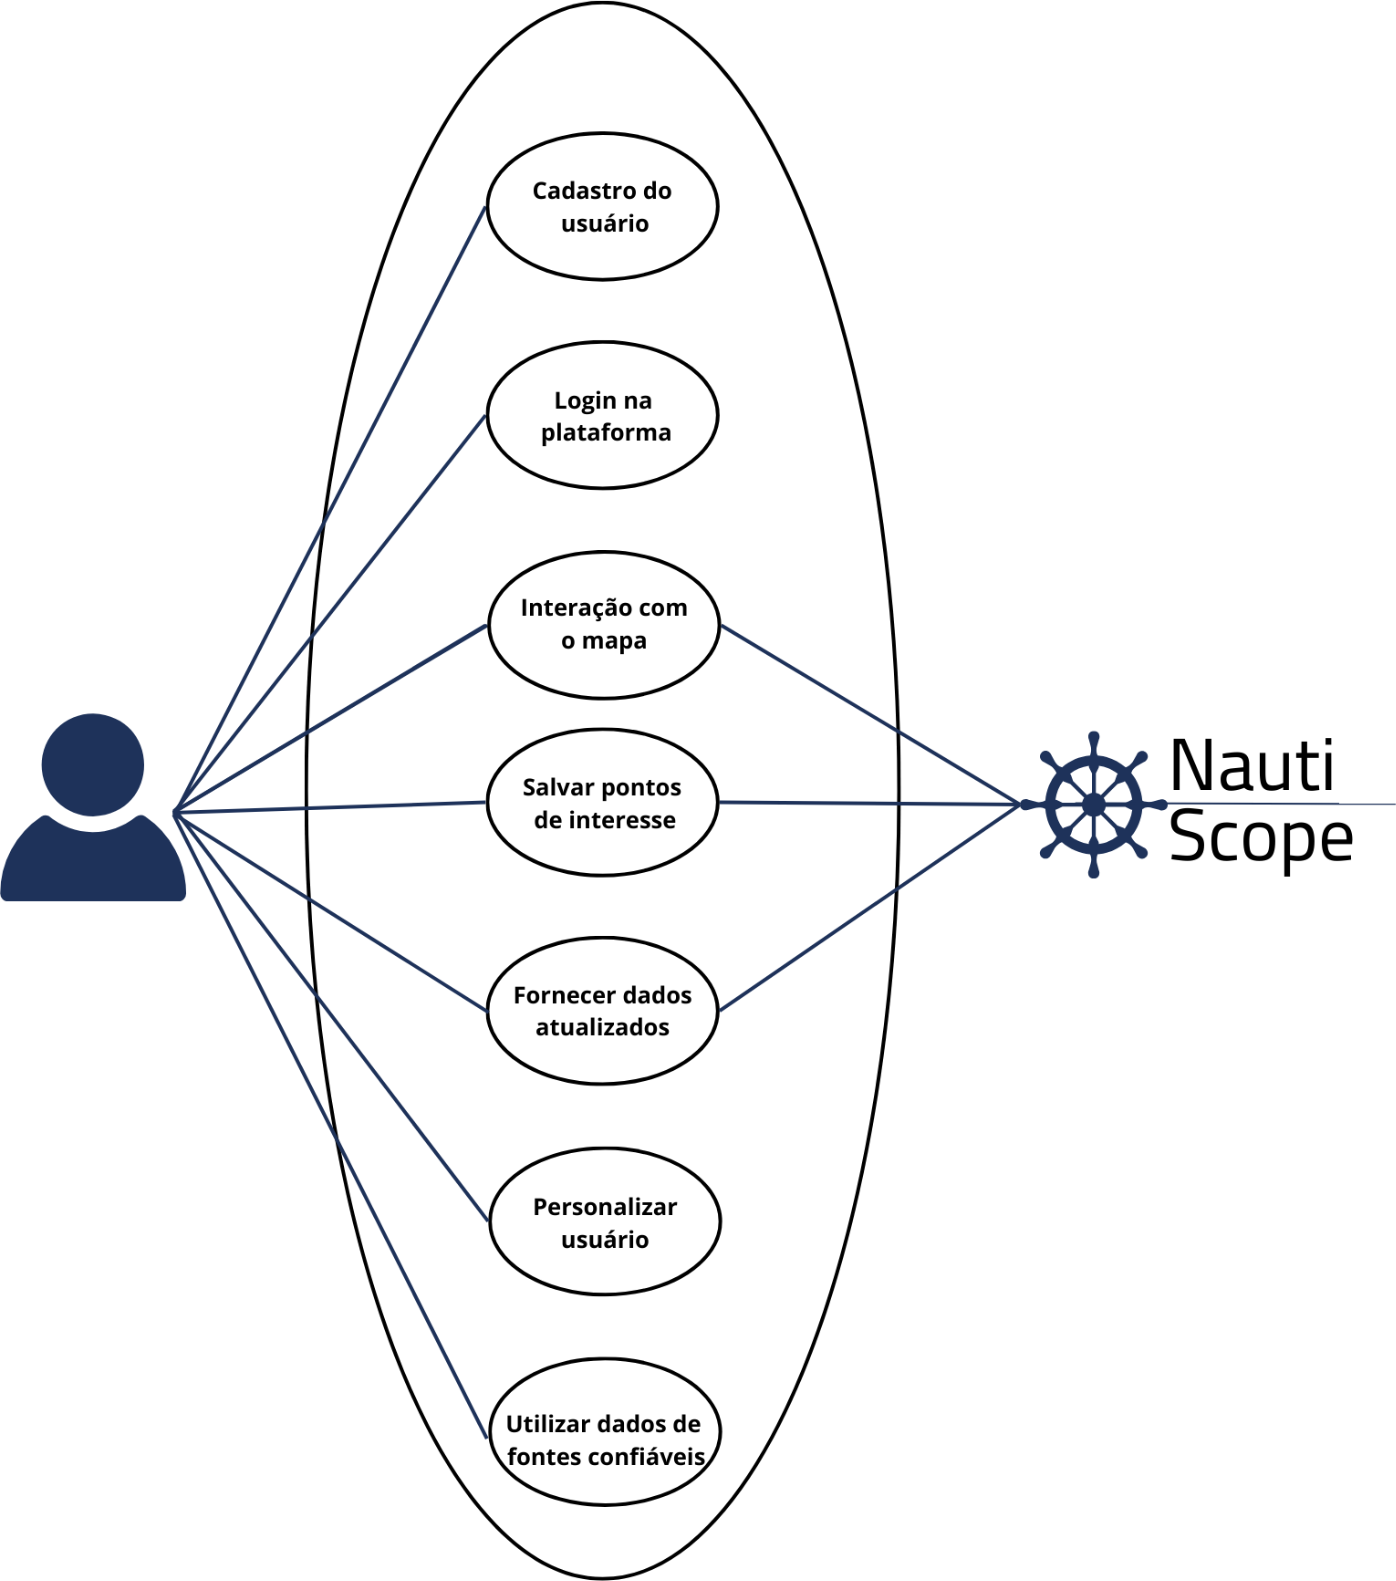 Cadastro do
usuário
Login na
plataforma
Interação com
o mapa
Salvar pontos
de interesse
Nauti
Scope
Fornecer dados
atualizados
Personalizar
usuário
Utilizar dados de
fontes confiáveis